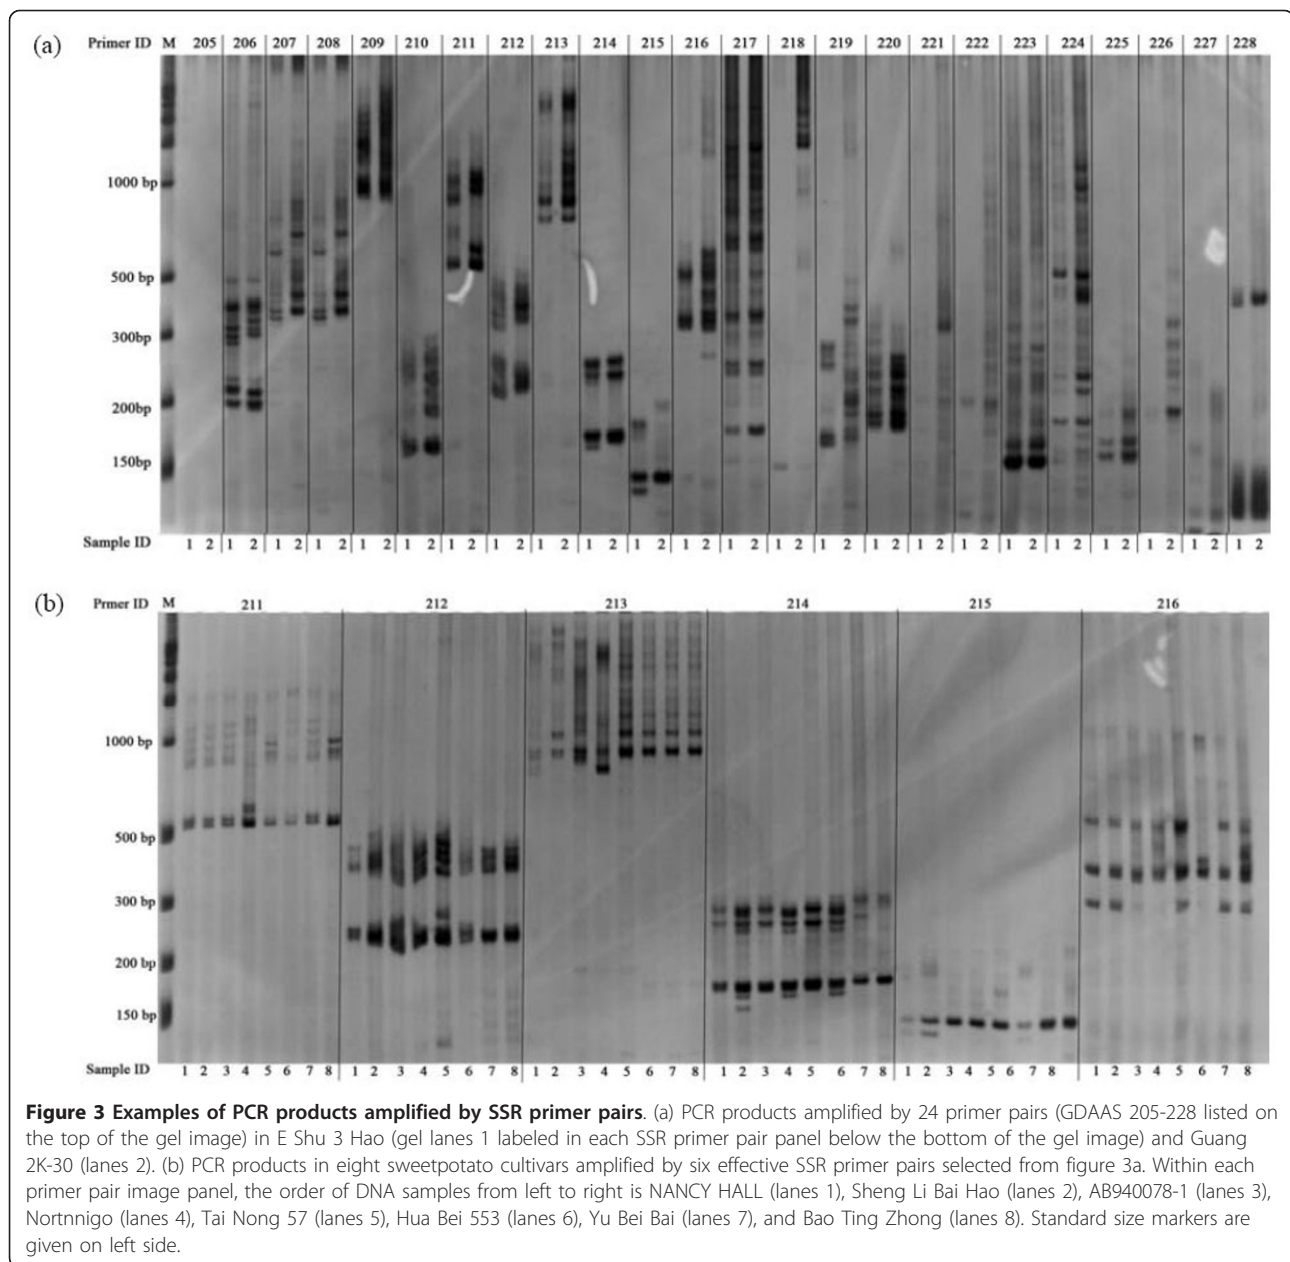 (a) Primer ID M 205 206 207 208 209 210 211 212 213 214 215 216 217 218 219 220 221 222 223 224 225 226 227 228
1000 bp
500 bp
300bp
200bp
150bp
Sample ID 1 2 1 2 1 2 1 2 1 2 1 2 1 2 1 2 1 2 1 2 1 2 1 2 1 2 1 2 1 2 1 2 1 2 1 2 1 2 1 2 1 2 1 2 1 2 1 2
(b) Prmer ID M 211 212 213 214 215 216
1000 bp
500 bp
300 bp
200 bp
150 bp
Sample ID 1 2 3 4 5 6 7 8 1 2 3 4 5 6 7 8 1 2 3 4 5 6 7 8 1 2 3 4 5 6 7 8 1 2 3 4 5 6 7 8 1 2 3 4 5 6 7 8
Figure 3 Examples of PCR products amplified by SSR primer pairs. (a) PCR products amplified by 24 primer pairs (GDAAS 205-228 listed on
the top of the gel image) in E Shu 3 Hao (gel lanes 1 labeled in each SSR primer pair panel below the bottom of the gel image) and Guang
2K-30 (lanes 2). (b) PCR products in eight sweetpotato cultivars amplified by six effective SSR primer pairs selected from figure 3a. Within each
primer pair image panel, the order of DNA samples from left to right is NANCY HALL (lanes 1), Sheng Li Bai Hao (lanes 2), AB940078-1 (lanes 3),
Nortnnigo (lanes 4), Tai Nong 57 (lanes 5), Hua Bei 553 (lanes 6), Yu Bei Bai (lanes 7), and Bao Ting Zhong (lanes 8). Standard size markers are
given on left side.